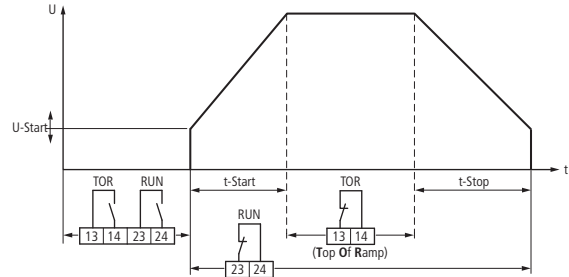 U
U-Start
t
TOR RUN
t-Start
TOR
t-Stop
13 14 23 24
RUN
13 14
(Top Of Ramp)
23 24